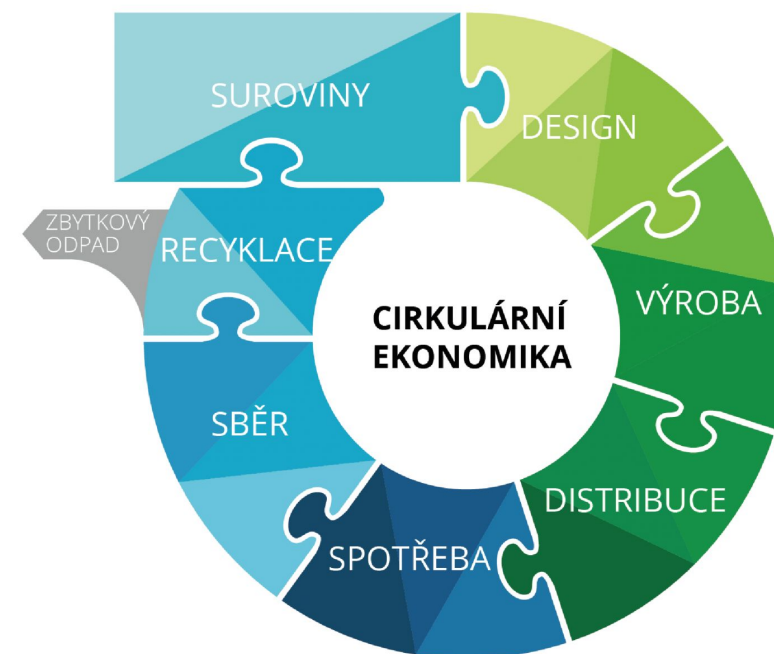 SUROVINY
DESIGN
ZBYTKOVÝ
ODPAD
RECYKLACE
VÝROBA
CIRKULÁRNÍ
EKONOMIKA
SBĚR
DISTRIBUCE
SPOTŘEBA